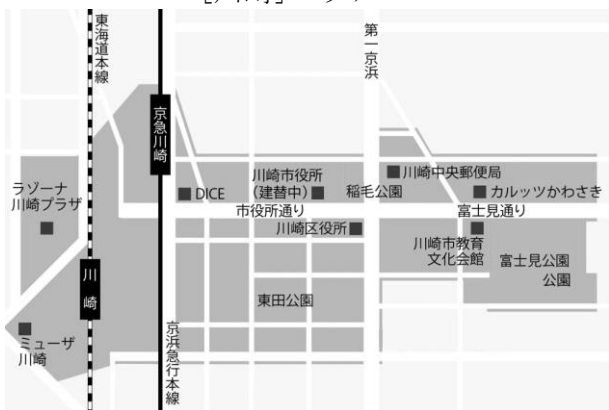 東海道本線
第一京浜
京急川崎
川崎中央郵便局
川崎市役所
(建替中)
稲毛公園
カルッツかわさき
ラゾーナ
川崎プラザ
DICE
市役所通り
富士見通り
川崎区役所
川崎市教育
文化会館
富士見公園
公園
川崎
東田公園
ミューザ
川崎
京浜急行本線